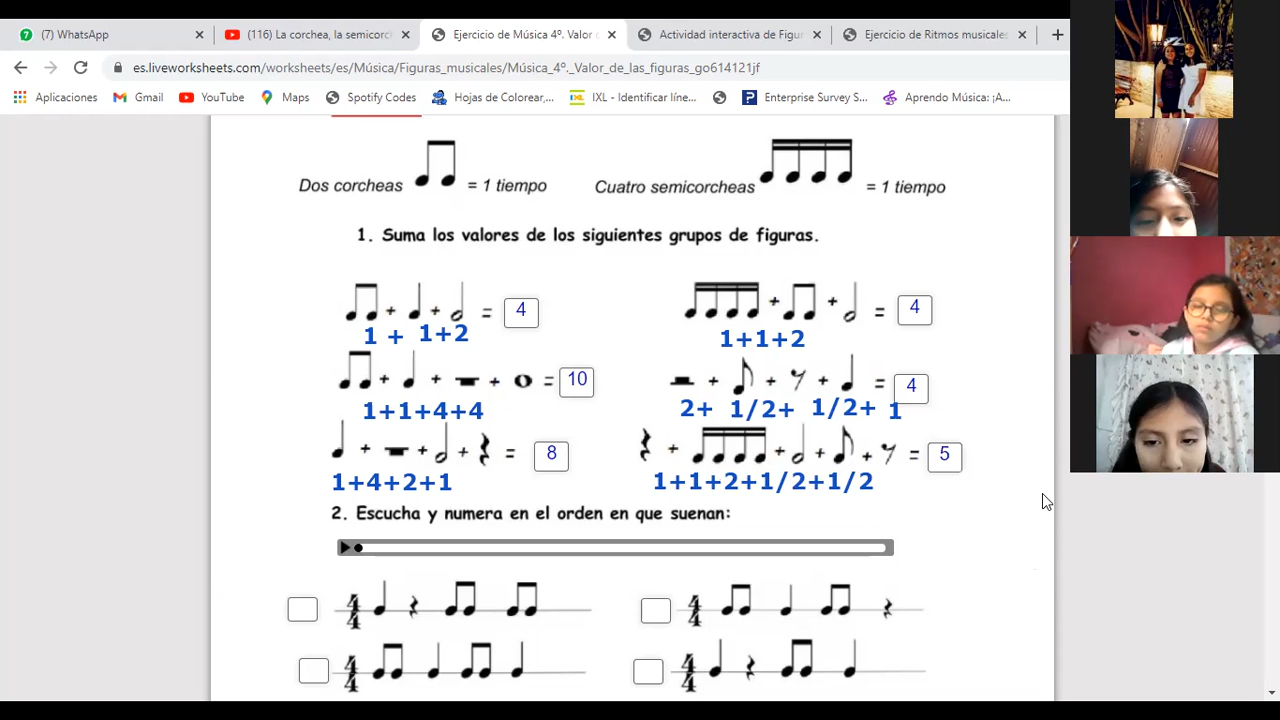 (7) WhatsApp
(116) La corchea, la semicorch
Ejercicio de Música 4º. Valor d
Actividad interactiva de Figur
Ejercicio de Ritmos musicales
es.liveworksheets.com/worksheets/es/Música/Figuras_mu
es/Música_4º._Valor_de_las_figuras_go614121jf
Aplicaciones
Gmail
YouTube
Maps
Spotify Codes
Hojas de Colorear,...
IXL - Identificar líne...
Enterprise Survey S...
Aprendo Música: ¡A...
Dos corcheas = 1 tiempo
Cuatro semicorcheas = 1 tiempo
1. Suma los valores de los siguientes grupos de figuras.
+ + = 4
+ + = 4
1 + 1+2
1+1+2
+ + + = 10
+ + + = 4
1+1+4+4
2+ 1/2+ 1/2+ 1
+ + + = 8
+ + + + = 5
1+4+2+1
1+1+2+1/2+1/2
2. Escucha y numera en el orden en que suenan:
4/4
4/4
4/4
4/4